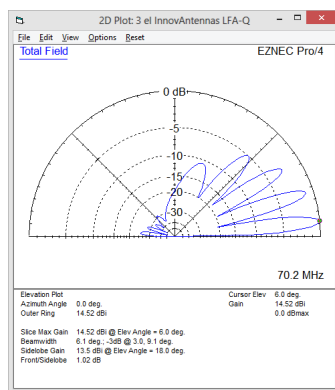 2D Plot: 3 el InnovAntennas LFA-Q
File Edit View Options Reset
Total Field EZNEC Pro/4
0 dB
-5
-10
-15
-20
-30
70.2 MHz
Elevation Plot Cursor Elev 6.0 deg.
Azimuth Angle 0.0 deg. Gain 14.52 dBi
Outer Ring 14.52 dBi 0.0 dBmax
Slice Max Gain 14.52 dBi @ Elev Angle = 6.0 deg.
Beamwidth 6.1 deg.; -3dB @ 3.0, 9.1 deg.
Sidelobe Gain 13.5 dBi @ Elev Angle = 18.0 deg.
Front/Sidelobe 1.02 dB